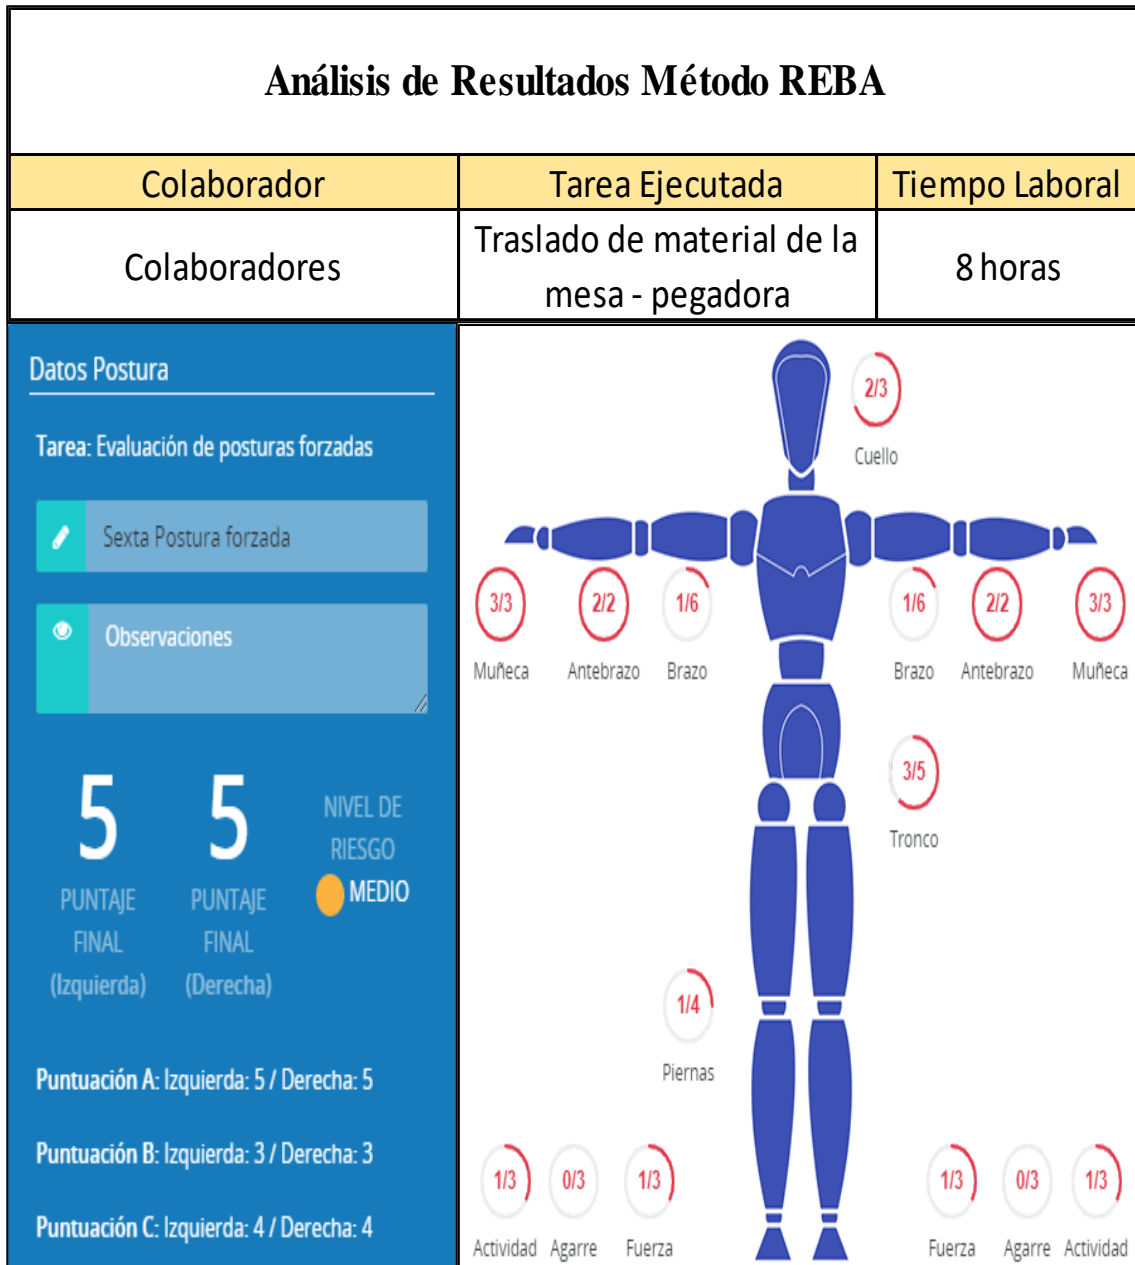 Análisis de Resultados Método REBA
Colaborador
Tarea Ejecutada
Tiempo Laboral
Colaboradores
Traslado de material de la
mesa - pegadora
8 horas
Datos Postura
Tarea: Evaluación de posturas forzadas
Sexta Postura forzada
Observaciones
5
5
NIVEL DE
RIESGO
MEDIO
PUNTAJE
FINAL
(Izquierda)
PUNTAJE
FINAL
(Derecha)
Puntuación A: Izquierda: 5 / Derecha: 5
Puntuación B: Izquierda: 3 / Derecha: 3
Puntuación C: Izquierda: 4 / Derecha: 4
2/3
Cuello
3/3
2/2
1/6
1/6
2/2
3/3
Muñeca
Antebrazo
Brazo
Brazo
Antebrazo
Muñeca
3/5
Tronco
1/4
Piernas
1/3
0/3
1/3
1/3
0/3
1/3
Actividad
Agarre
Fuerza
Fuerza
Agarre
Actividad